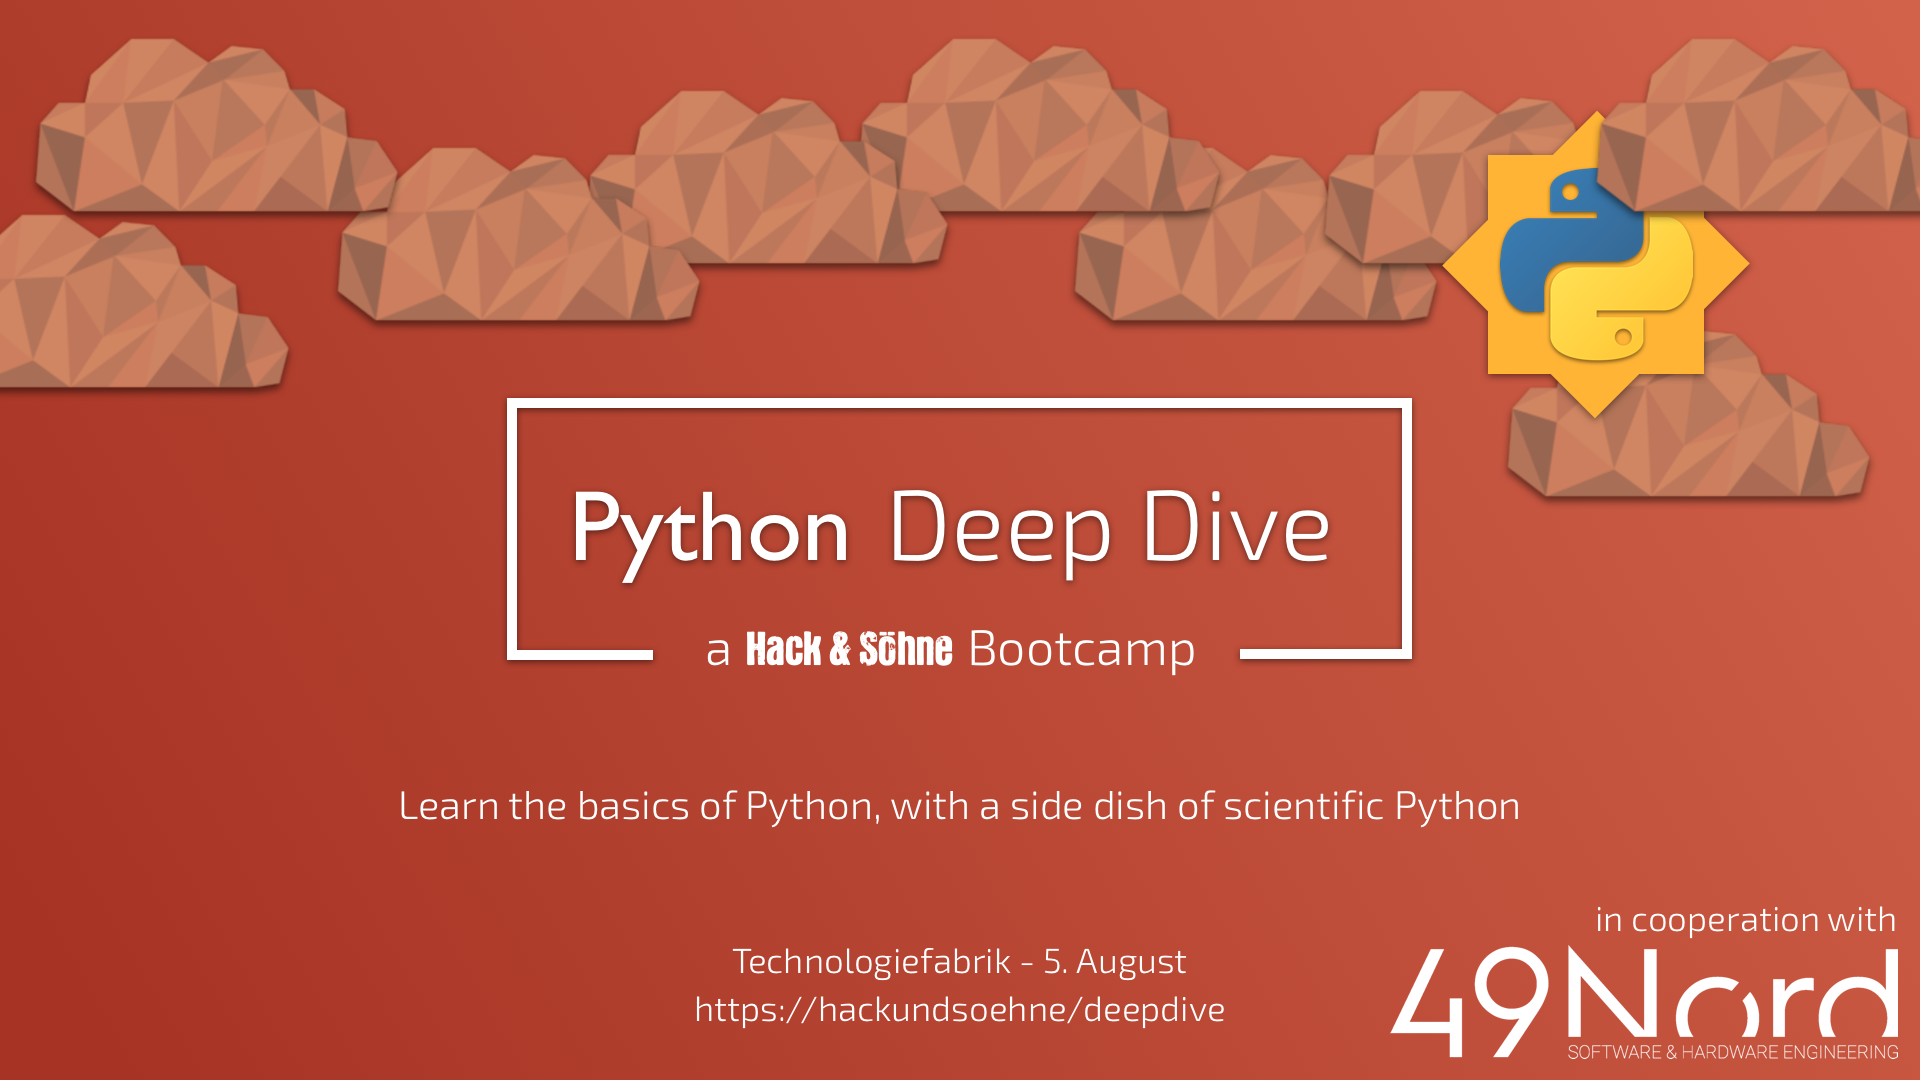 Python Deep Dive
a Hack & Söhne Bootcamp
Learn the basics of Python, with a side dish of scientific Python
Technologiefabrik - 5. August
https://hackundsoehne/deepdive
in cooperation with
49Nord
SOFTWARE & HARDWARE ENGINEERING